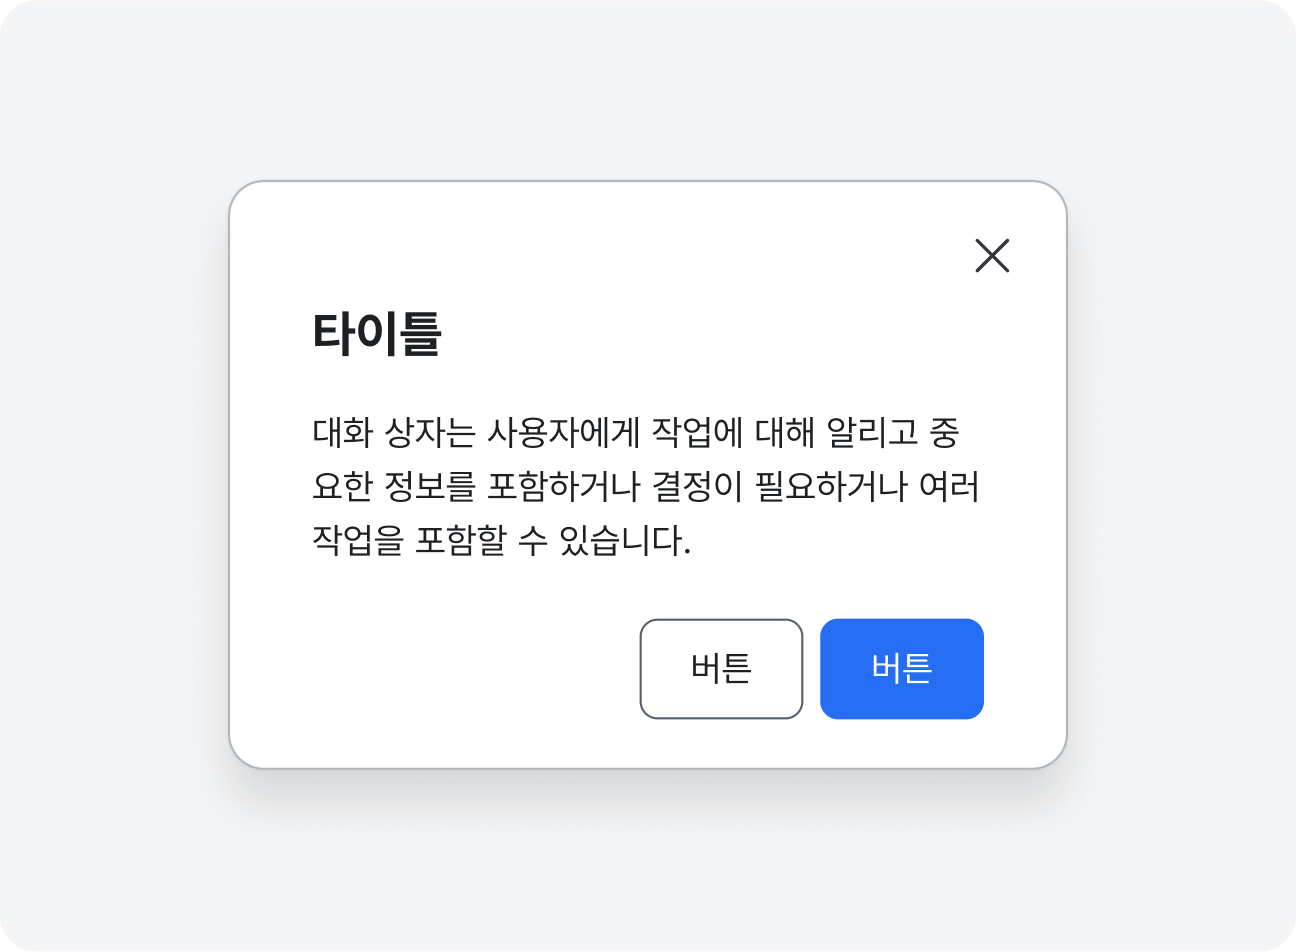 타이틀
대화 상자는 사용자에게 작업에 대해 알리고 중
요한 정보를 포함하거나 결정이 필요하거나 여러
작업을 포함할 수 있습니다.
버튼
버튼